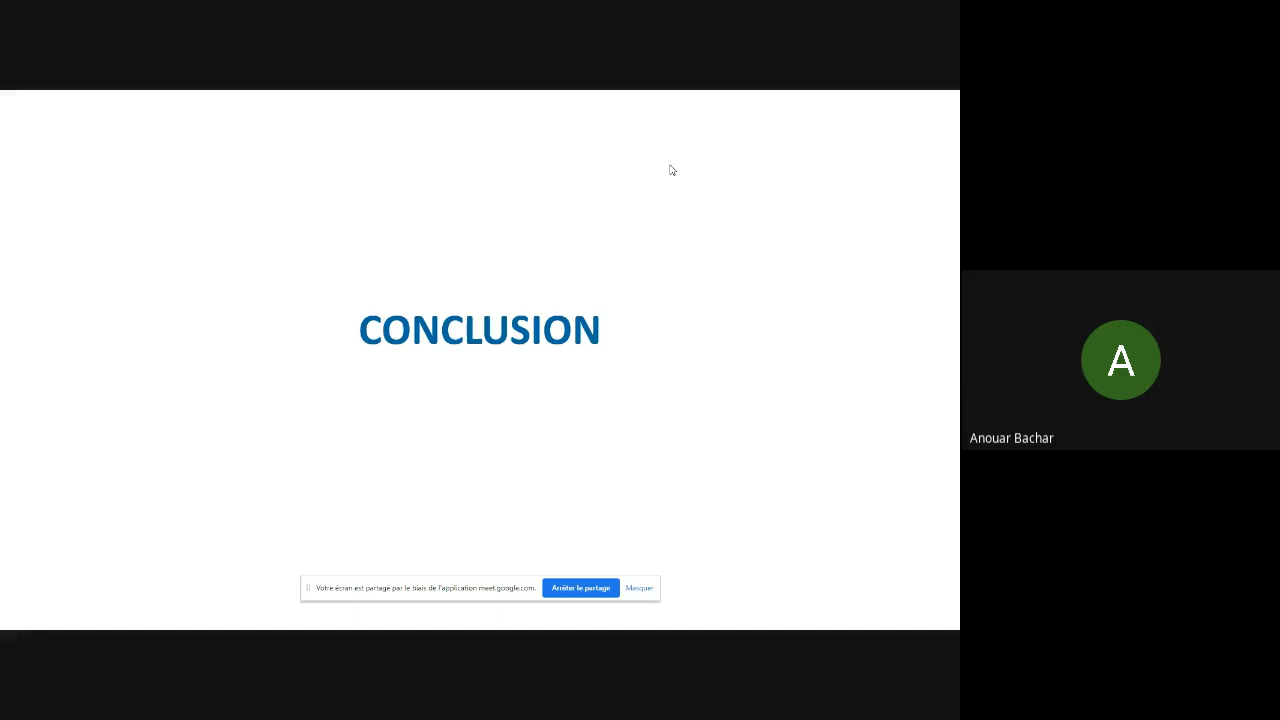 CONCLUSION
A
Anouar Bachar
Votre écran est partagé par le biais de l'application meet.google.com. Arrêter le partage Masquer